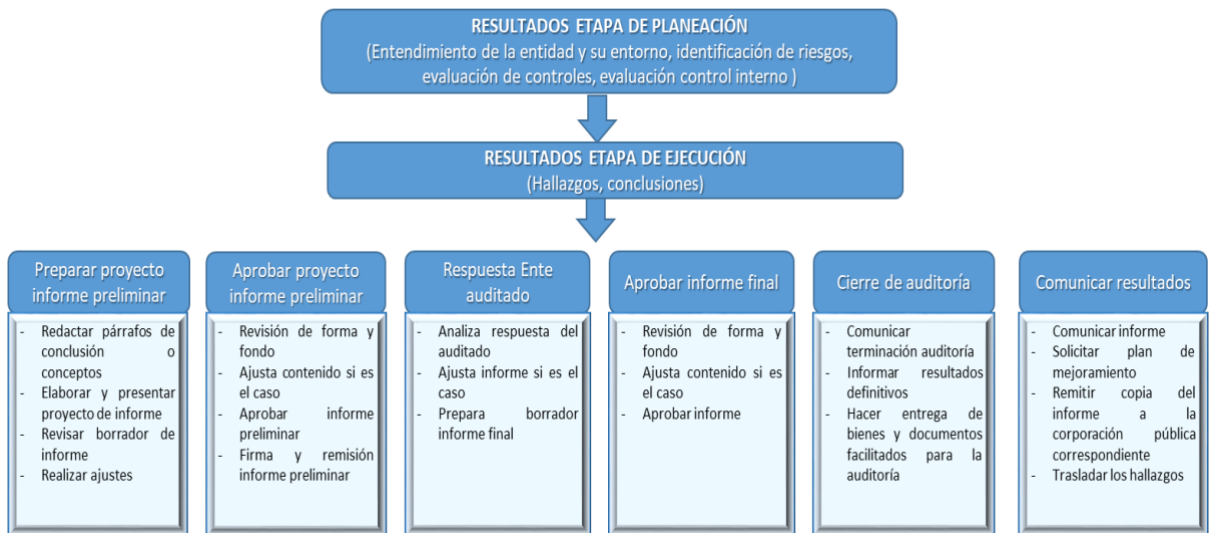 RESULTADOS ETAPA DE PLANEACIÓN
(Entendimiento de la entidad y su entorno, identificación de riesgos,
evaluación de controles, evaluación control interno )
RESULTADOS ETAPA DE EJECUCIÓN
(Hallazgos, conclusiones)
Preparar proyecto
informe preliminar
- Redactar párrafos de
conclusión o
conceptos
- Elaborar y presentar
proyecto de informe
- Revisar borrador de
informe
- Realizar ajustes
Aprobar proyecto
informe preliminar
- Revisión de forma y
fondo
- Ajusta contenido si es
el caso
- Aprobar informe
preliminar
- Firma y remisión
informe preliminar
Respuesta Ente
auditado
- Analiza respuesta del
auditado
- Ajusta informe si es el
caso
- Prepara borrador
informe final
Aprobar informe final
- Revisión de forma y
fondo
- Ajusta contenido si es
el caso
- Aprobar informe
Cierre de auditoría
- Comunicar
terminación auditoría
- Informar resultados
definitivos
- Hacer entrega de
bienes y documentos
facilitados para la
auditoría
Comunicar resultados
- Comunicar informe
- Solicitar plan de
mejoramiento
- Remitir copia del
informe a la
corporación pública
correspondiente
- Trasladar los hallazgos